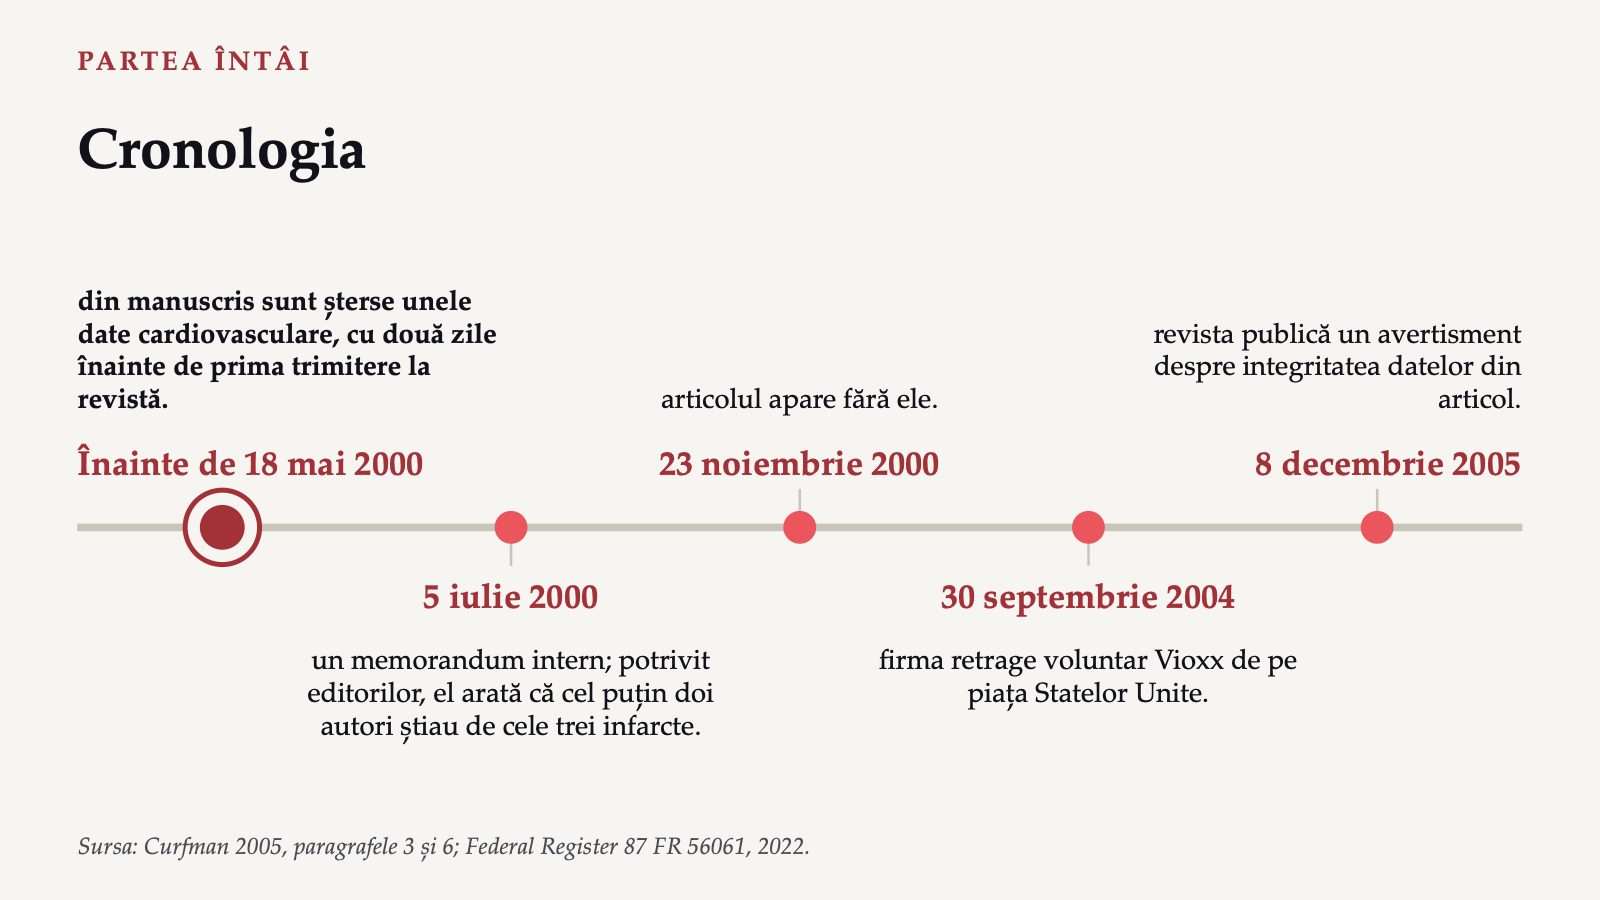 PARTEA ÎNTÂI
Cronologia
din manuscris sunt șterse unele
date cardiovasculare, cu două zile
înainte de prima trimitere la
revistă.
Înainte de 18 mai 2000
5 iulie 2000
un memorandum intern; potrivit
editorilor, el arată că cel puțin doi
autori știau de cele trei infarcte.
articolul apare fără ele.
23 noiembrie 2000
30 septembrie 2004
firma retrage voluntar Vioxx de pe
piața Statelor Unite.
revista publică un avertisment
despre integritatea datelor din
articol.
8 decembrie 2005
Sursa: Curfman 2005, paragrafele 3 și 6; Federal Register 87 FR 56061, 2022.